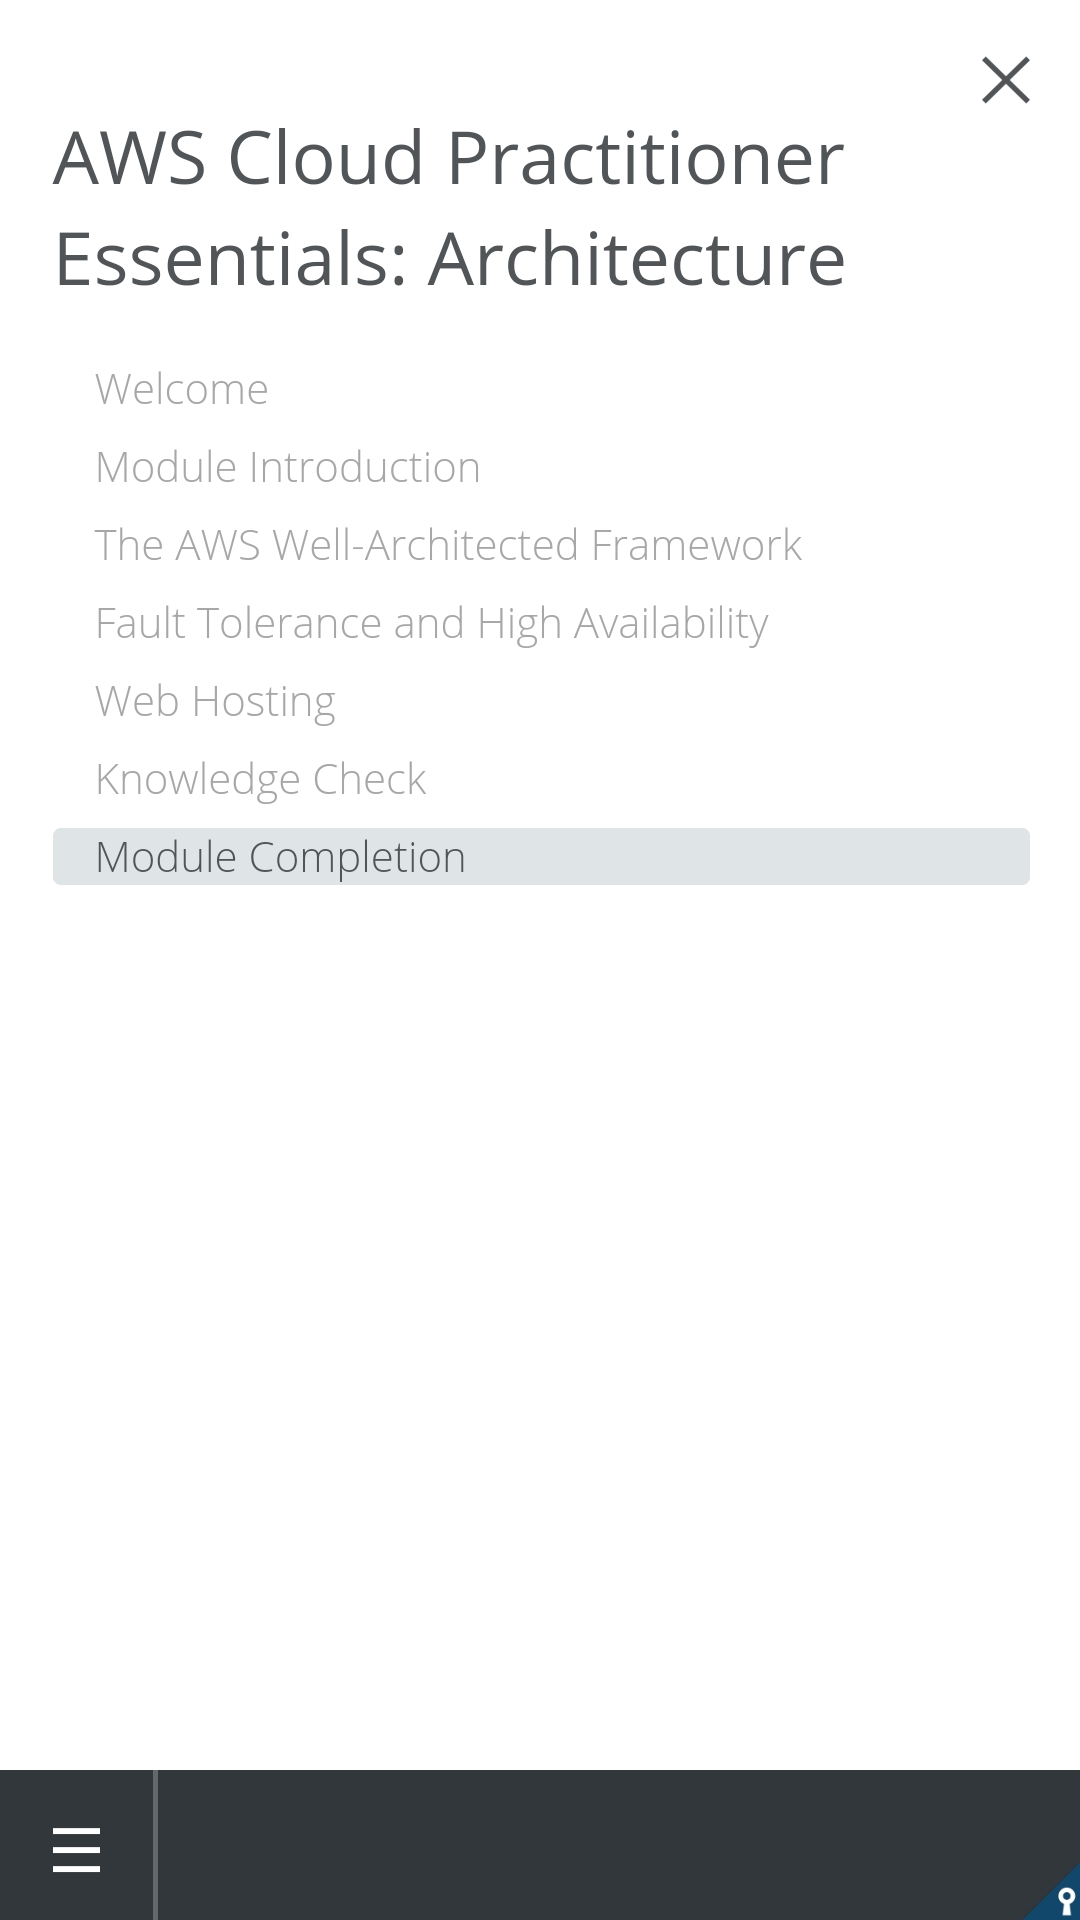 AWS Cloud Practitioner
Essentials: Architecture
Welcome
Module Introduction
The AWS Well-Architected Framework
Fault Tolerance and High Availability
Web Hosting
Knowledge Check
Module Completion